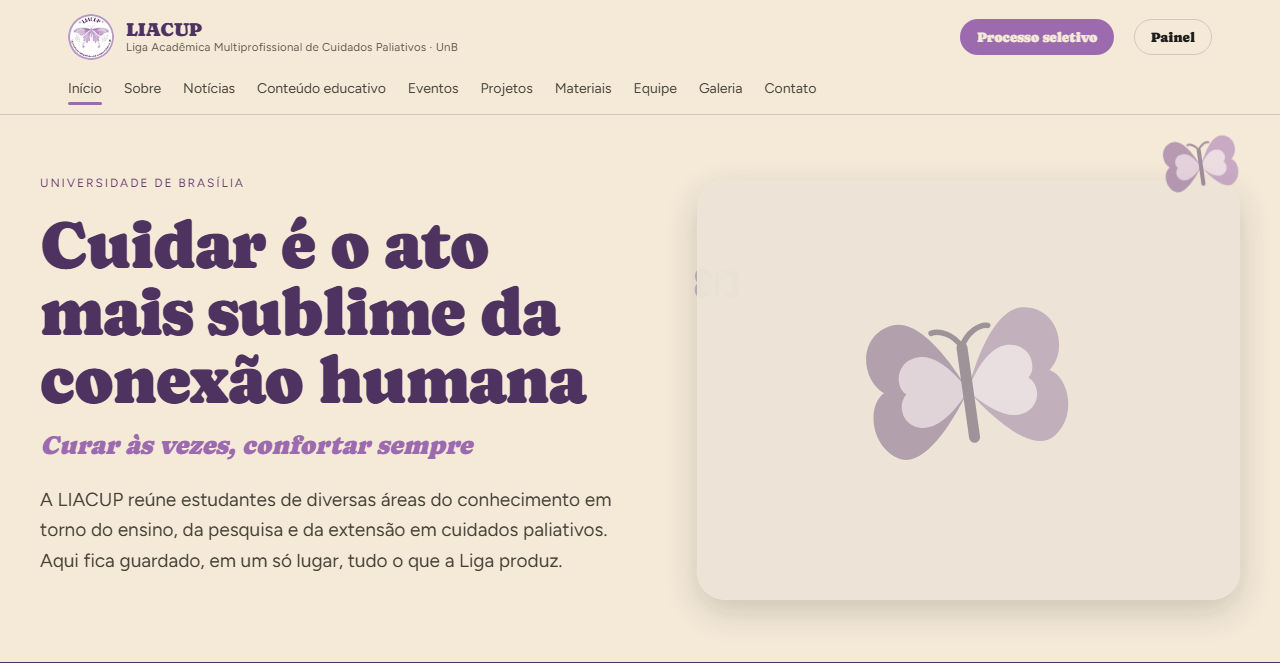 LIACUP
LIACUP
Liga Acadêmica Multiprofissional de Cuidados Paliativos · UnB
Processo seletivo
Painel
Início
Sobre
Notícias
Conteúdo educativo
Eventos
Projetos
Materiais
Equipe
Galeria
Contato
UNIVERSIDADE DE BRASÍLIA
Cuidar é o ato
mais sublime da
conexão humana
Curar às vezes, confortar sempre
A LIACUP reúne estudantes de diversas áreas do conhecimento em
torno do ensino, da pesquisa e da extensão em cuidados paliativos.
Aqui fica guardado, em um só lugar, tudo o que a Liga produz.